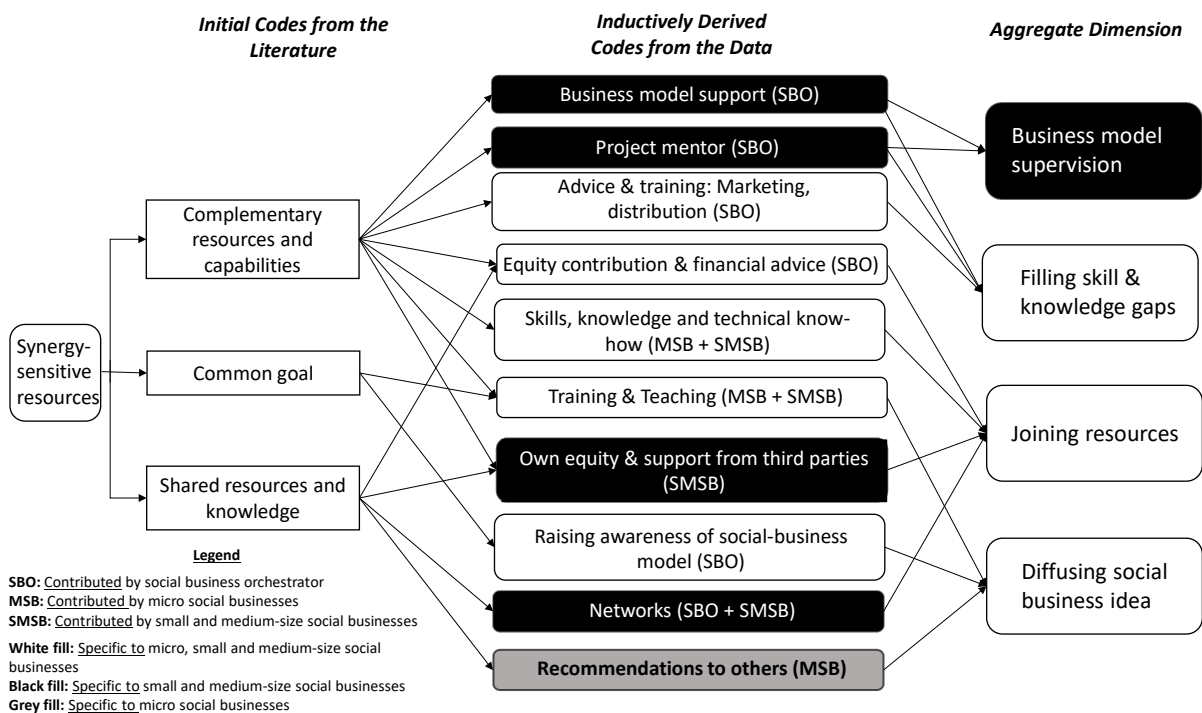 Initial Codes from the
Literature
Inductively Derived
Codes from the Data
Aggregate Dimension
Synergy-
sensitive
resources
Complementary
resources and
capabilities
Common goal
Shared resources and
knowledge
Business model support (SBO)
Project mentor (SBO)
Advice & training: Marketing,
distribution (SBO)
Equity contribution & financial advice (SBO)
Skills, knowledge and technical know-
how (MSB + SMSB)
Training & Teaching (MSB + SMSB)
Own equity & support from third parties
(SMSB)
Raising awareness of social-business
model (SBO)
Networks (SBO + SMSB)
Recommendations to others (MSB)
Business model
supervision
Filling skill &
knowledge gaps
Joining resources
Diffusing social
business idea
Legend
SBO: Contributed by social business orchestrator
MSB: Contributed by micro social businesses
SMSB: Contributed by small and medium-size social businesses
White fill: Specific to micro, small and medium-size social
businesses
Black fill: Specific to small and medium-size social businesses
Grey fill: Specific to micro social businesses